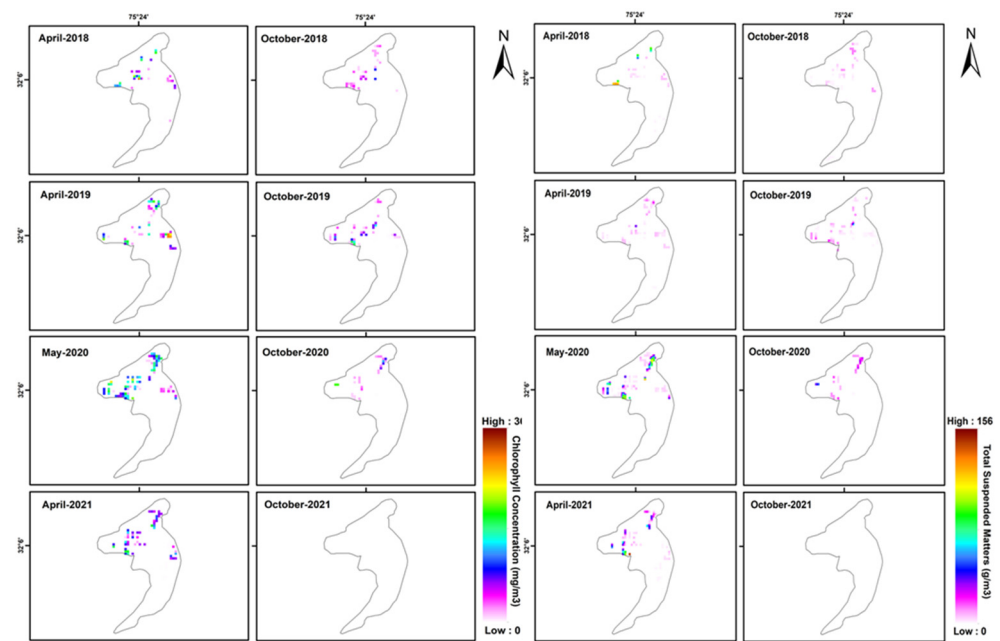 75°24'
75°24'
April-2018
October-2018
N
32°6'
April-2019
October-2019
32°6'
May-2020
October-2020
32°6'
High : 3
Chlorophyll Concentration (mg/m3)
Low : 0
April-2021
October-2021
32°6'
75°24'
75°24'
April-2018
October-2018
N
32°6'
April-2019
October-2019
32°6'
May-2020
October-2020
32°6'
High : 156
Total Suspended Matters (g/m3)
Low : 0
April-2021
October-2021
32°6'